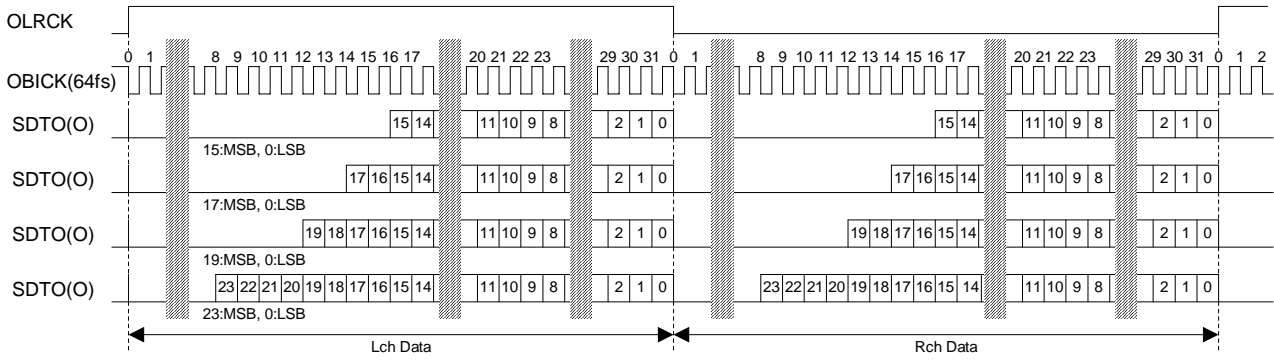 OLRCK
0 1 8 9 10 11 12 13 14 15 16 17 20 21 22 23 29 30 31 0 1 8 9 10 11 12 13 14 15 16 17 20 21 22 23 29 30 31 0 1 2
OBICK(64fs)
SDTO(O) 15 14 11 10 9 8 2 1 0 15 14 11 10 9 8 2 1 0
15:MSB, 0:LSB
SDTO(O) 17 16 15 14 11 10 9 8 2 1 0 17 16 15 14 11 10 9 8 2 1 0
17:MSB, 0:LSB
SDTO(O) 19 18 17 16 15 14 11 10 9 8 2 1 0 19 18 17 16 15 14 11 10 9 8 2 1 0
19:MSB, 0:LSB
SDTO(O) 23 22 21 20 19 18 17 16 15 14 11 10 9 8 2 1 0 23 22 21 20 19 18 17 16 15 14 11 10 9 8 2 1 0
23:MSB, 0:LSB
Lch Data Rch Data